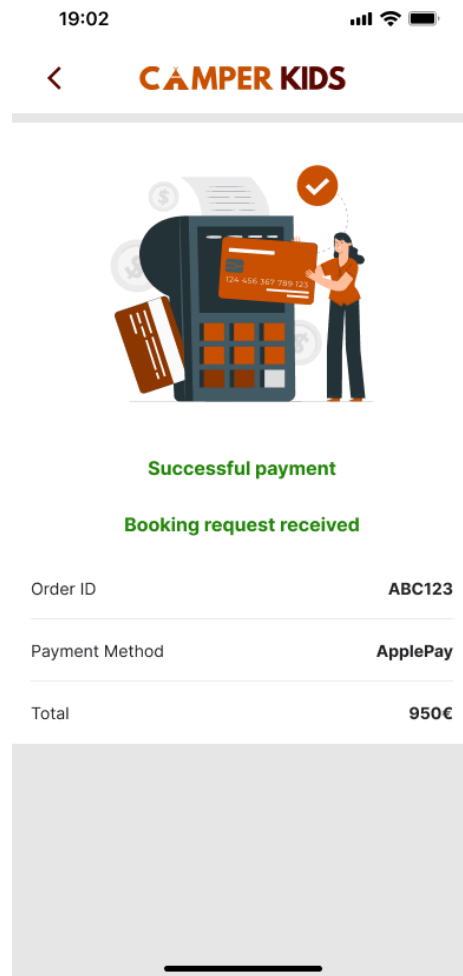 19:02
CAMPER KIDS
124 456 367 789 123
Successful payment
Booking request received
Order ID ABC123
Payment Method ApplePay
Total 950€